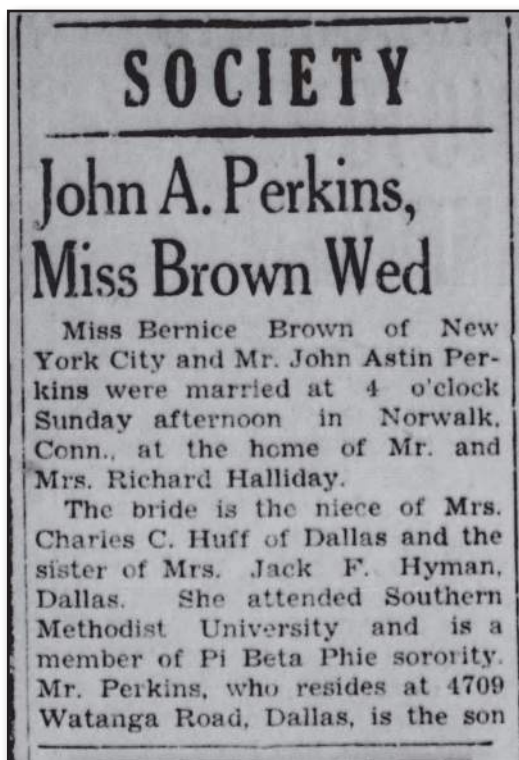 SOCIETY
John A. Perkins,
Miss Brown Wed
Miss Bernice Brown of New
York City and Mr. John Astin Per-
kins were married at 4 o'clock
Sunday afternoon in Norwalk,
Conn., at the home of Mr. and
Mrs. Richard Halliday.
The bride is the niece of Mrs.
Charles C. Huff of Dallas and the
sister of Mrs. Jack F. Hyman,
Dallas. She attended Southern
Methodist University and is a
member of Pi Beta Phie sorority.
Mr. Perkins, who resides at 4709
Watanga Road, Dallas, is the son